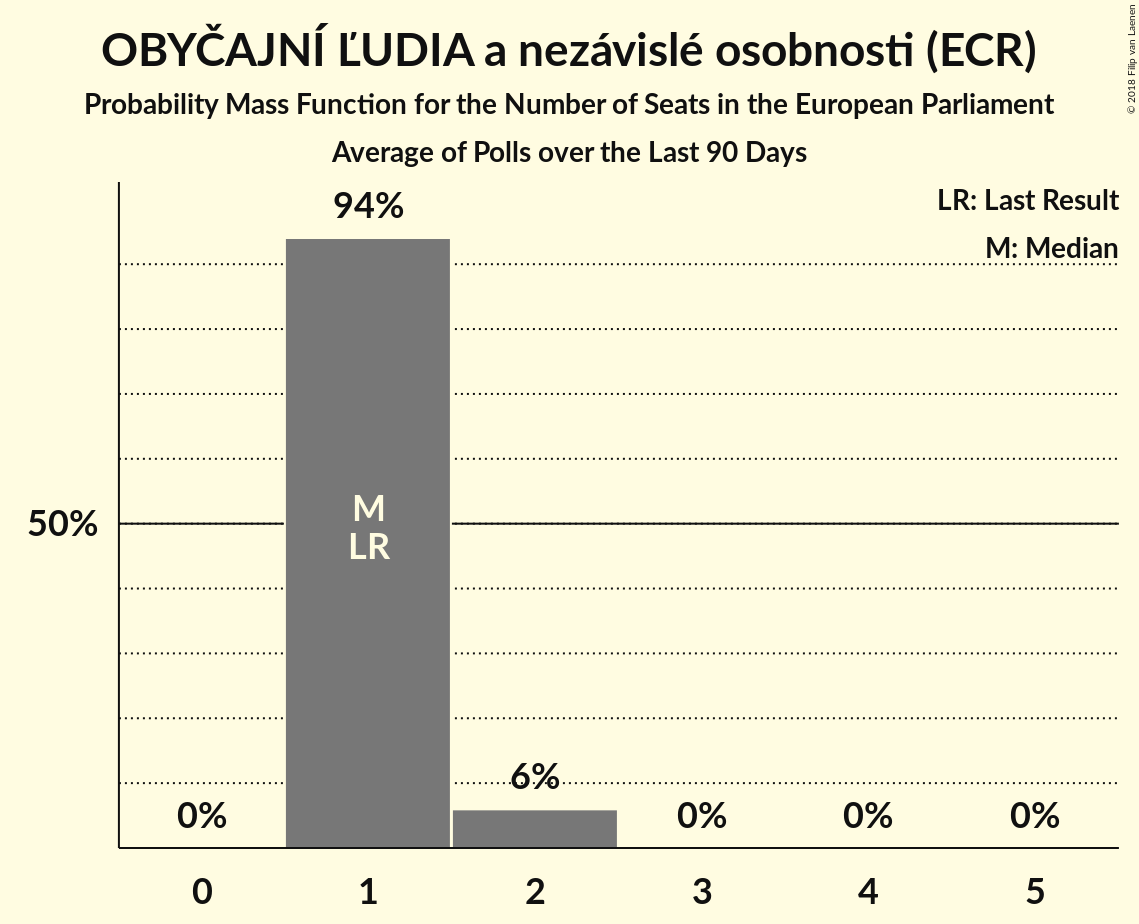 OBYČAJNÍ ĽUDIA a nezávislé osobnosti (ECR)
Probability Mass Function for the Number of Seats in the European Parliament
Average of Polls over the Last 90 Days
© 2018 Filip van Laenen
LR: Last Result
M: Median
94%
50%
M
LR
0%
6%
0%
0%
0%
0
1
2
3
4
5